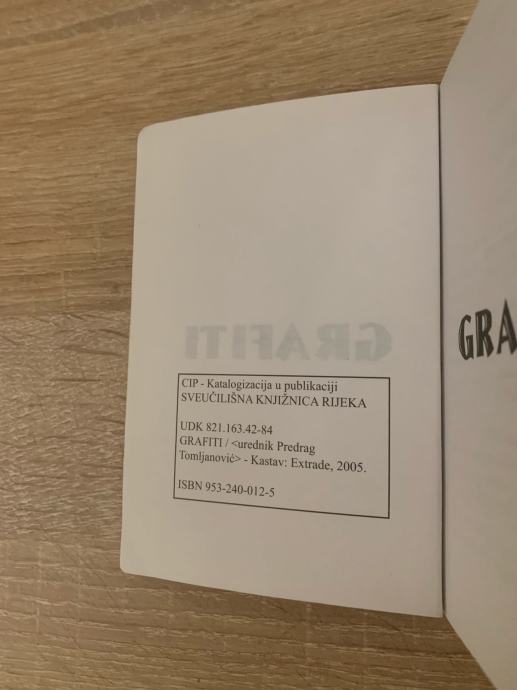 GRAFITI
GRA
CIP - Katalogizacija u publikaciji
SVEUČILIŠNA KNJIŽNICA RIJEKA
UDK 821.163.42-84
GRAFITI / <urednik Predrag
Tomljanović> - Kastav: Extrade, 2005.
ISBN 953-240-012-5